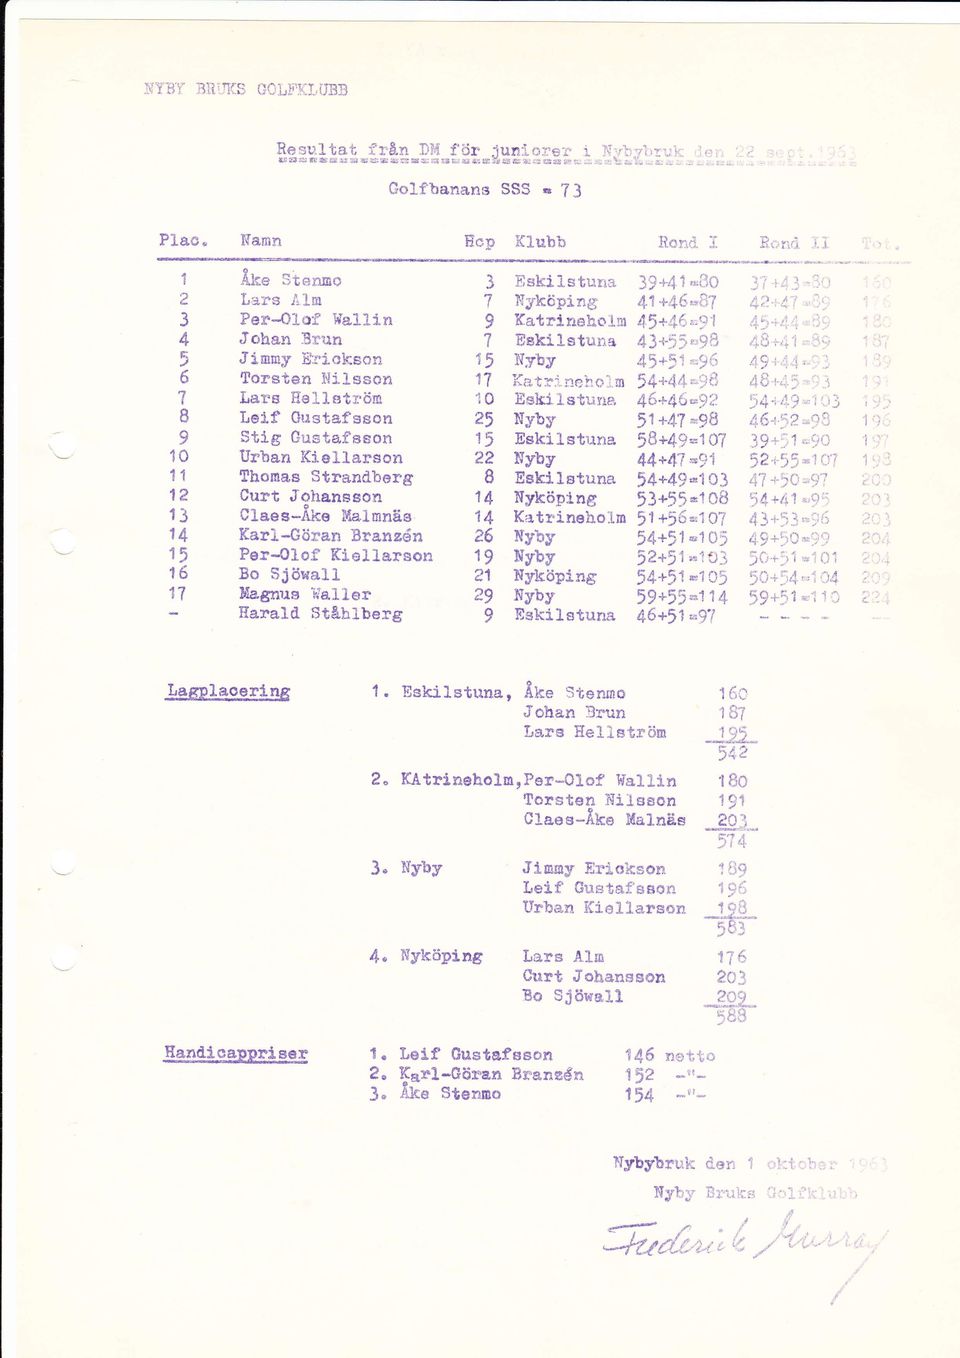 NYBY BRUKS GOLFKLUBB
Resultat från DM för juniorer i Nybybruk den 22 sept. 1963
Golfbanans SSS = 73
Plac. Namn Hcp Klubb Rond I Rond II Tot.
1 Åke Stenmo 3 Eskilstuna 39+41=80 37+43=80 160
2 Lars Alm 7 Nyköping 41+46=87 42+47=89 176
3 Per-Olof Wallin 9 Katrineholm 45+46=91 45+44=89 180
4 Johan Brun 7 Eskilstuna 43+55=98 48+41=89 187
5 Jimmy Erickson 15 Nyby 45+51=96 49+44=93 189
6 Torsten Nilsson 17 Katrineholm 54+44=98 48+45=93 191
7 Lars Hellström 10 Eskilstuna 46+46=92 54+49=103 195
8 Leif Gustafsson 25 Nyby 51+47=98 46+52=98 196
9 Stig Gustafsson 15 Eskilstuna 58+49=107 39+51=90 197
10 Urban Kiellarson 22 Nyby 44+47=91 52+55=107 198
11 Thomas Strandberg 8 Eskilstuna 54+49=103 47+50=97 200
12 Curt Johansson 14 Nyköping 53+55=108 54+41=95 203
13 Claes-Åke Malmnäs 14 Katrineholm 51+56=107 43+53=96 203
14 Karl-Göran Branzén 26 Nyby 54+51=105 49+50=99 204
15 Per-Olof Kiellarson 19 Nyby 52+51=103 50+51=101 204
16 Bo Sjöwall 21 Nyköping 54+51=105 50+54=104 209
17 Magnus Waller 29 Nyby 59+55=114 59+51=110 224
- Harald Ståhlberg 9 Eskilstuna 46+51=97 - - - - --
Lagplacering 1. Eskilstuna, Åke Stenmo 160
Johan Brun 187
Lars Hellström 195
542
2. KAtrineholm,Per-Olof Wallin 180
Torsten Nilsson 191
Claes-Åke Malnäs 203
574
3. Nyby Jimmy Erickson 189
Leif Gustafsson 196
Urban Kiellarson 198
583
4. Nyköping Lars Alm 176
Curt Johansson 203
Bo Sjöwall 209
588
Handicappriser 1. Leif Gustafsson 146 netto
2. Karl-Göran Branzén 152 -"-
3. Åke Stenmo 154 -"-
Nybybruk den 1 oktober 1963
Nyby Bruks Golfklubb
Frederick Murray